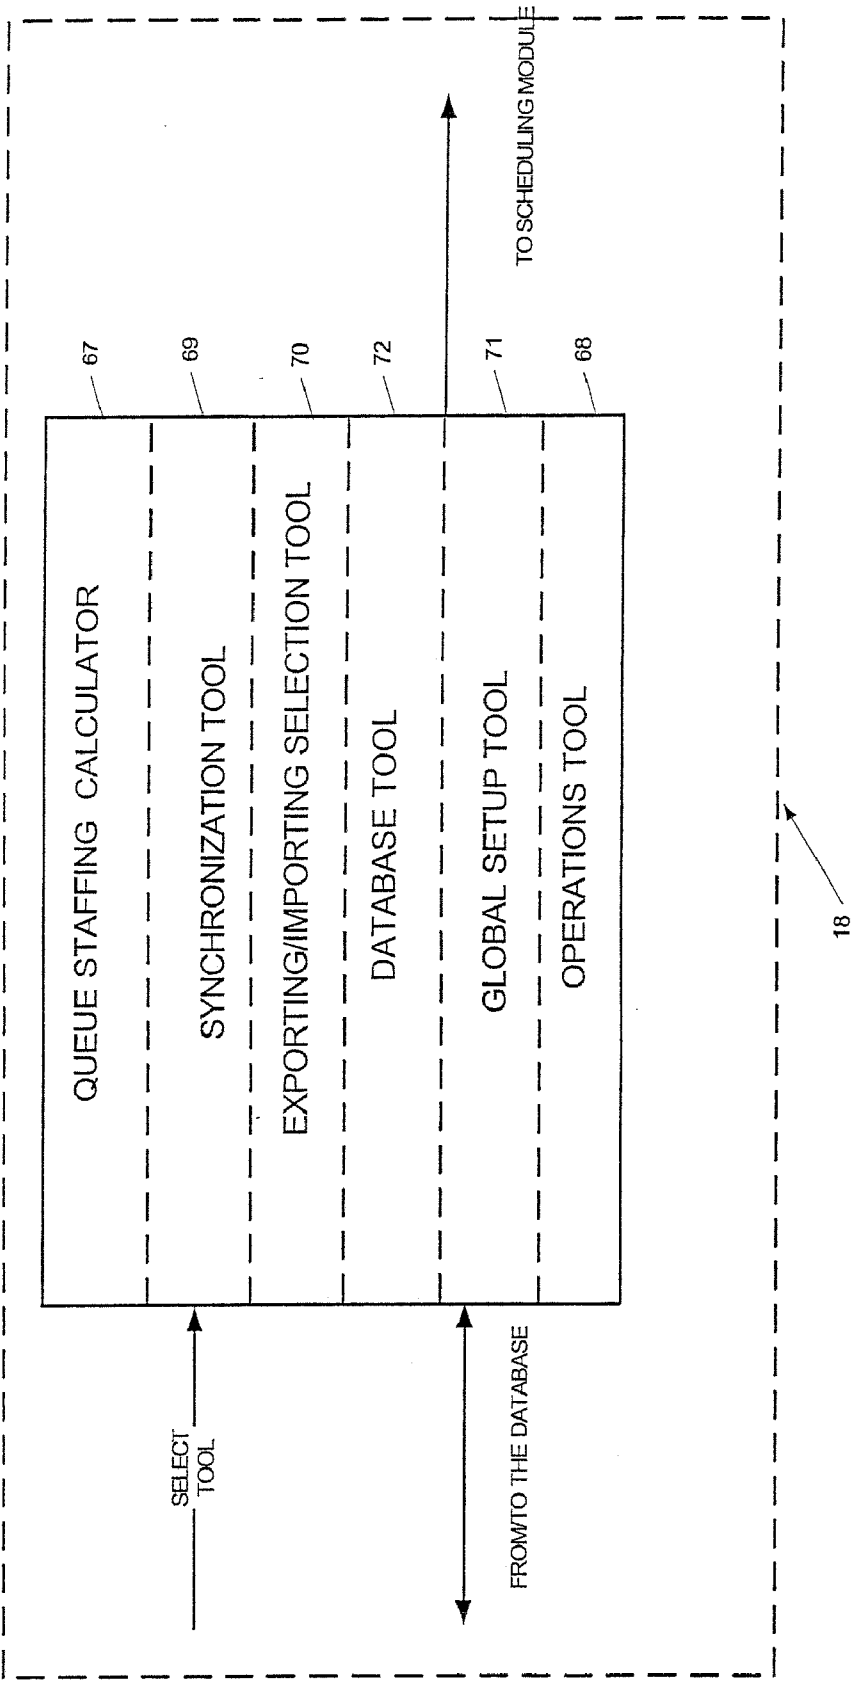 SELECT
TOOL
FROM/TO THE DATABASE
QUEUE STAFFING CALCULATOR
67
SYNCHRONIZATION TOOL
69
EXPORTING/IMPORTING SELECTION TOOL
70
DATABASE TOOL
72
GLOBAL SETUP TOOL
71
OPERATIONS TOOL
68
TO SCHEDULING MODULE
18